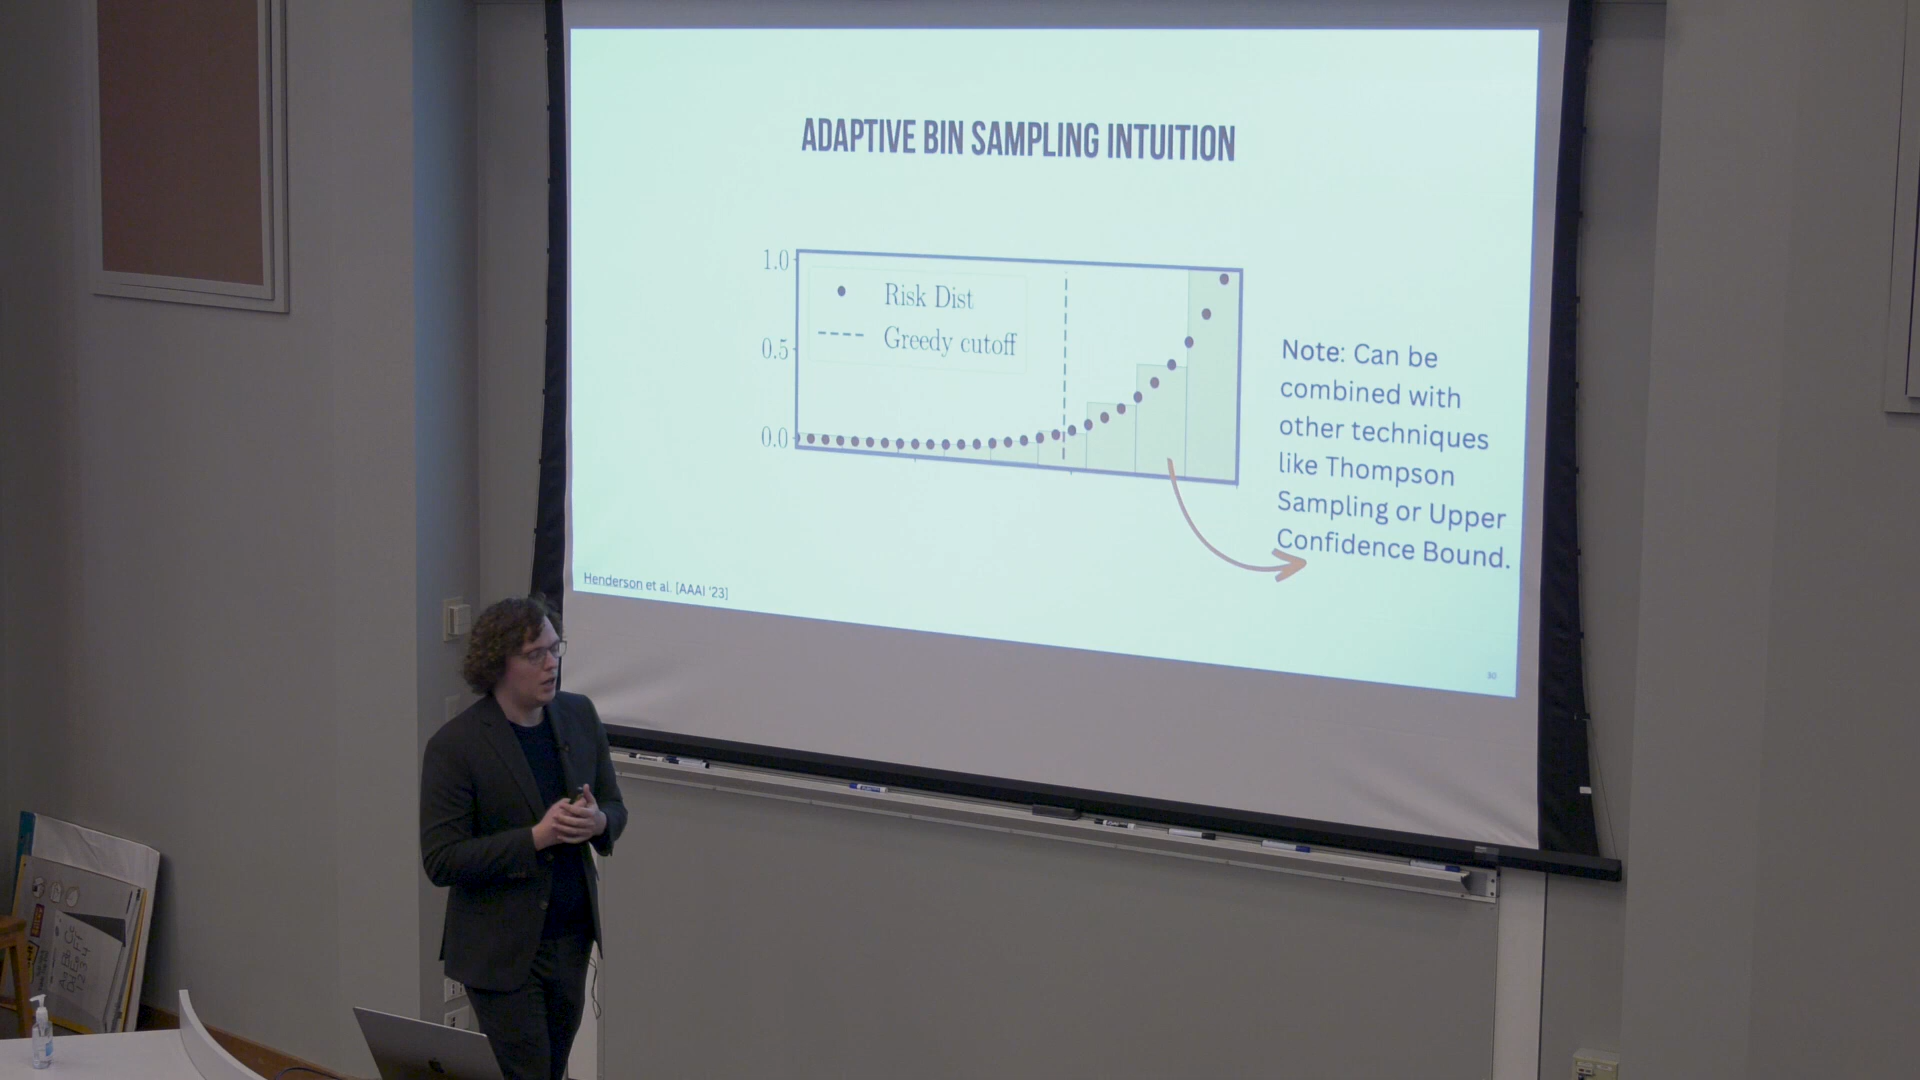 ADAPTIVE BIN SAMPLING INTUITION
1.0
0.5
0.0
Risk Dist
Greedy cutoff
Note: Can be
combined with
other techniques
like Thompson
Sampling or Upper
Confidence Bound.
Henderson et al. [AAAI '23]